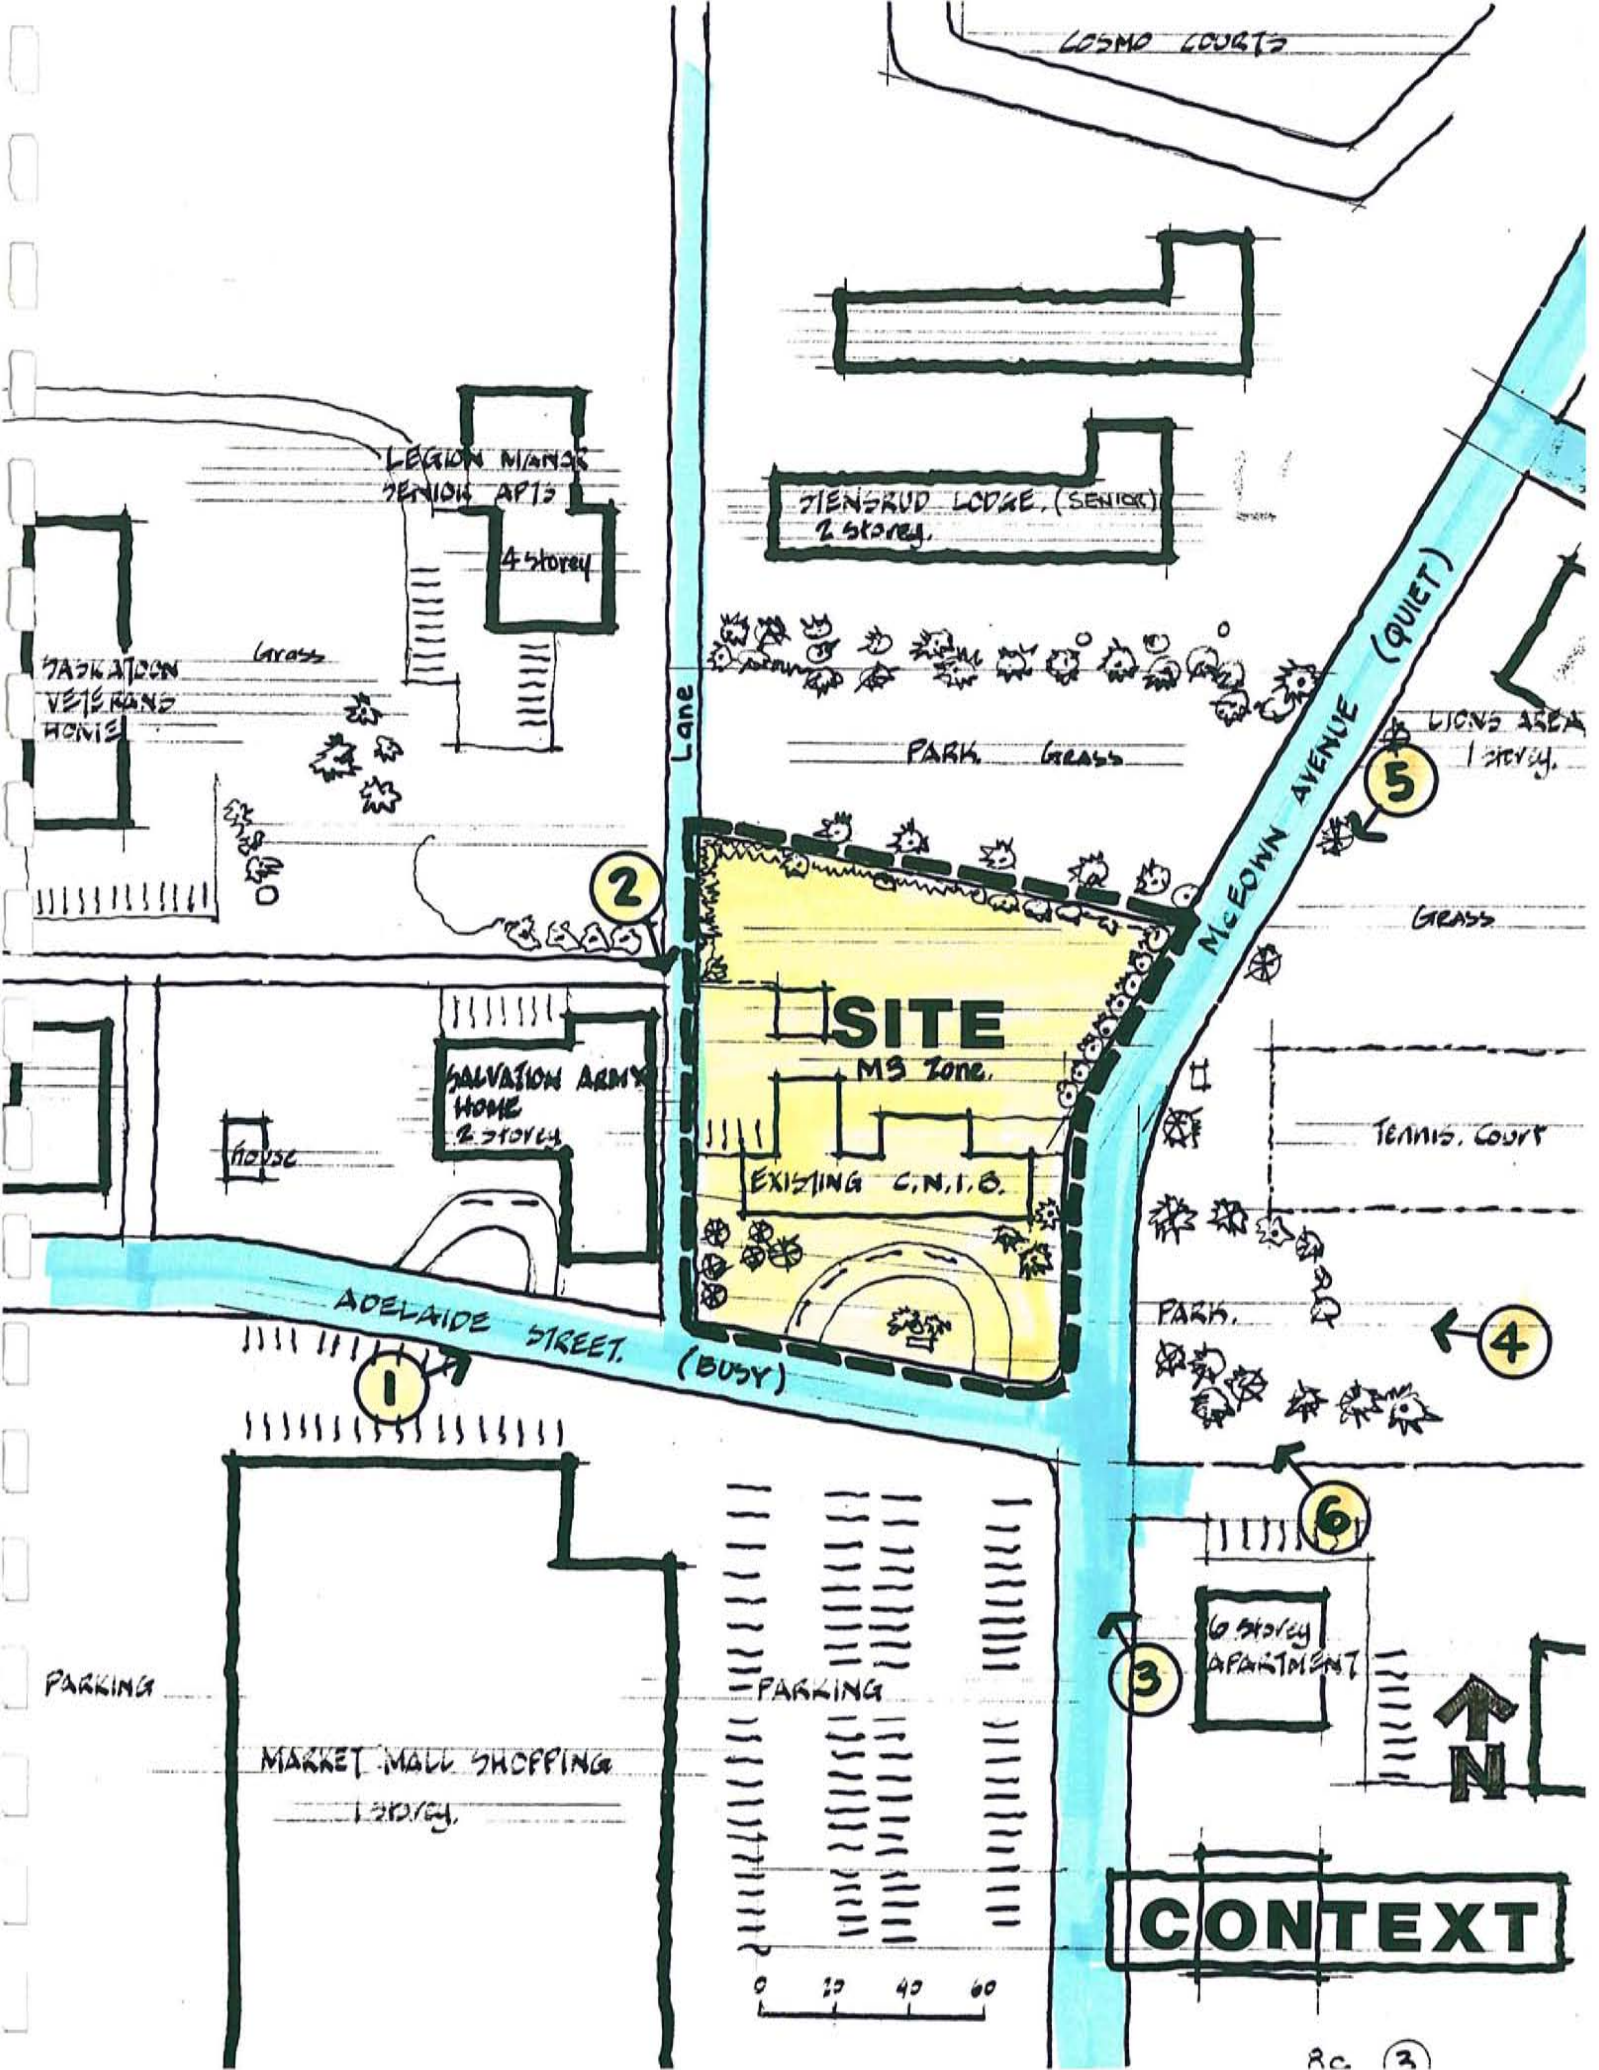 COSMO COURTS
LEGION MANOR
SENIOR APTS
4 storey
STENSRUD LODGE. (SENIOR)
2 storey.
Grass
SASKATOON
VETERANS
HOME
Lane
PARK. GRASS
McEOWN AVENUE (QUIET)
LIONS AREA
1 storey.
5
2
GRASS
SITE
M3 Zone.
SALVATION ARMY
HOME
2 storey
house
EXISTING C.N.I.B.
Tennis. Court
PARK.
4
ADELAIDE STREET. (BUSY)
1
6
6 storey
APARTMENT
3
PARKING
PARKING
MARKET MALL SHOPPING
1 storey.
N
CONTEXT
0 20 40 60
3